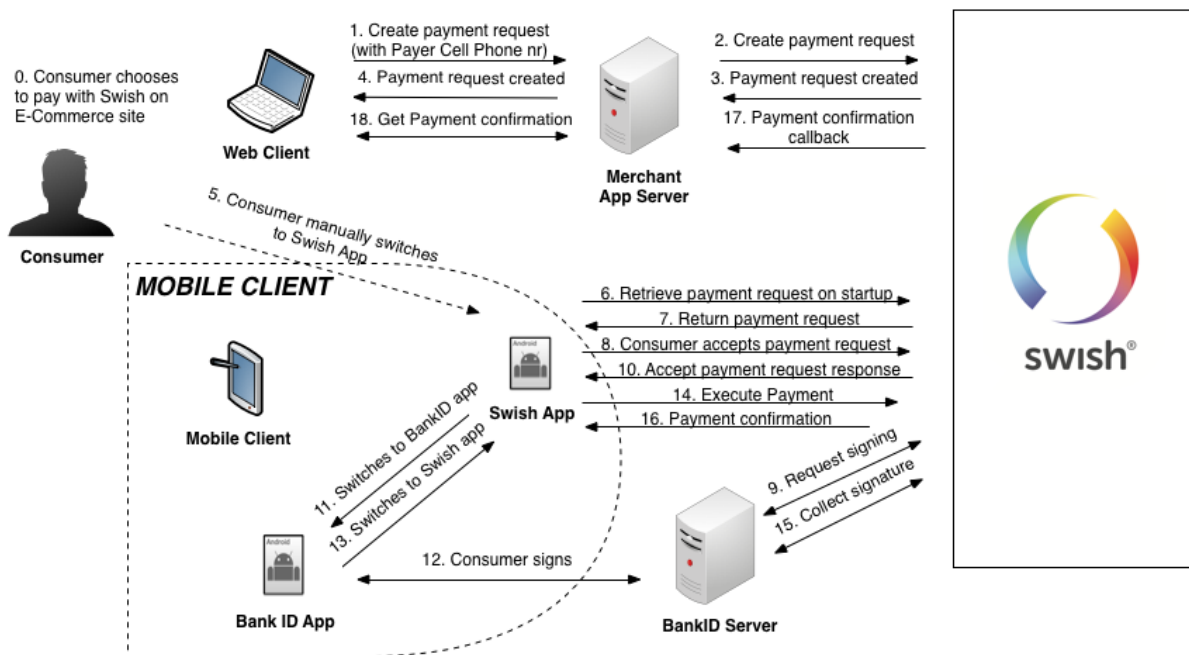 0. Consumer chooses
to pay with Swish on
E-Commerce site
Consumer
Web Client
1. Create payment request
(with Payer Cell Phone nr)
4. Payment request created
18. Get Payment confirmation
Merchant
App Server
2. Create payment request
3. Payment request created
17. Payment confirmation
callback
5. Consumer manually switches
to Swish App
MOBILE CLIENT
Mobile Client
Android
Swish App
6. Retrieve payment request on startup
7. Return payment request
8. Consumer accepts payment request
10. Accept payment request response
14. Execute Payment
16. Payment confirmation
swish®
11. Switches to BankID app
13. Switches to Swish app
9. Request signing
15. Collect signature
Android
Bank ID App
12. Consumer signs
BankID Server